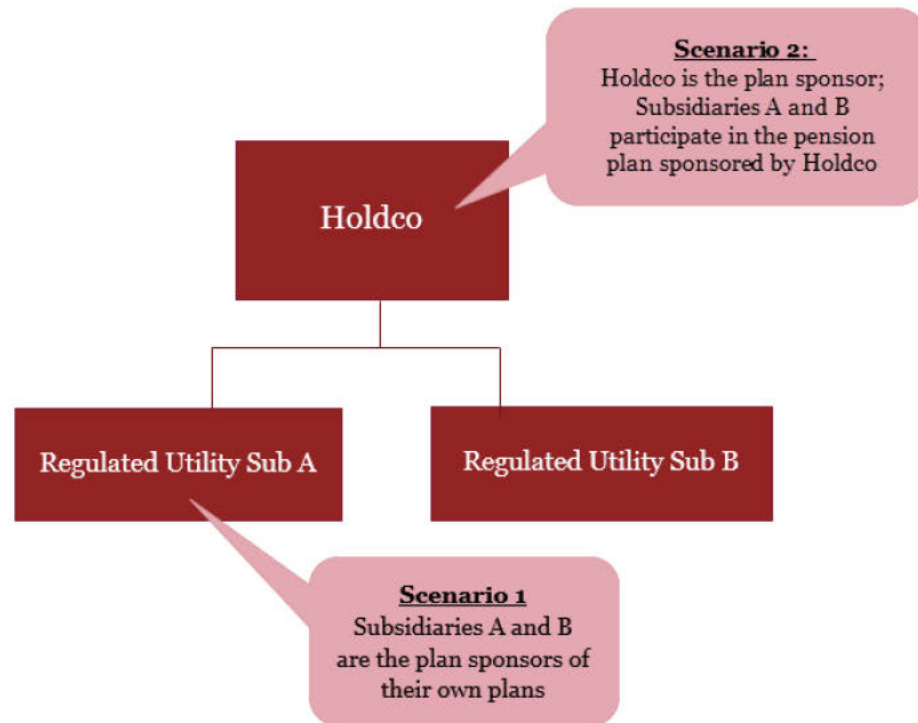 Scenario 2:
Holdco is the plan sponsor;
Subsidiaries A and B
participate in the pension
plan sponsored by Holdco
Holdco
Regulated Utility Sub A
Regulated Utility Sub B
Scenario 1
Subsidiaries A and B
are the plan sponsors of
their own plans